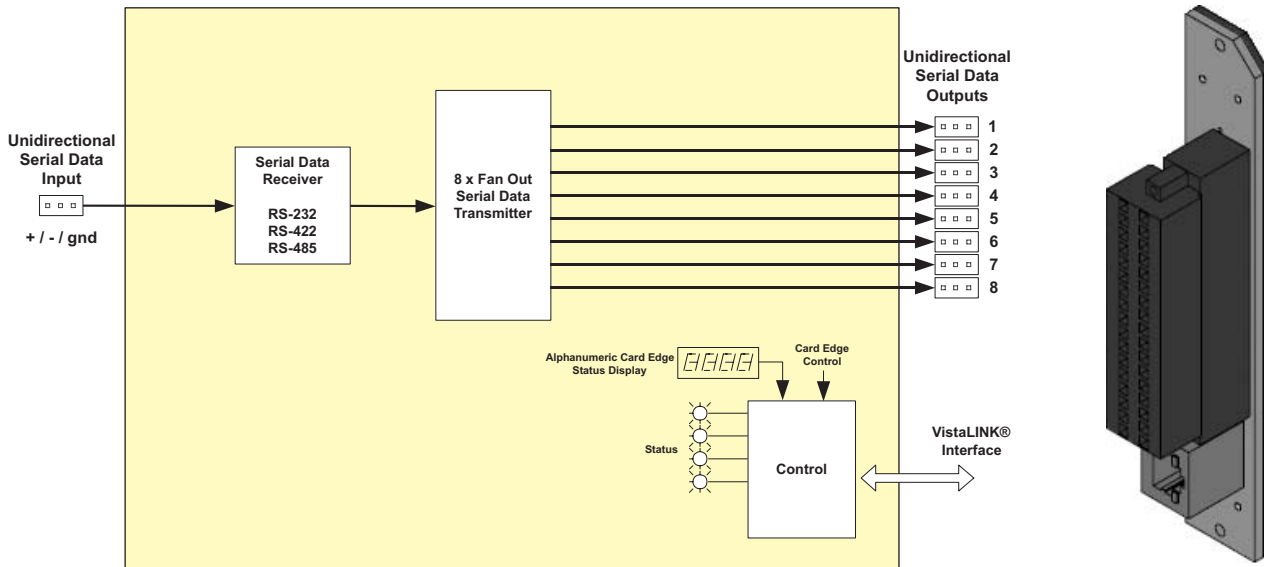 Unidirectional
Serial Data
Input
+ / - / gnd
Serial Data
Receiver
RS-232
RS-422
RS-485
8 x Fan Out
Serial Data
Transmitter
Unidirectional
Serial Data
Outputs
1
2
3
4
5
6
7
8
Alphanumeric Card Edge
Status Display
Card Edge
Control
Status
Control
VistaLINK®
Interface